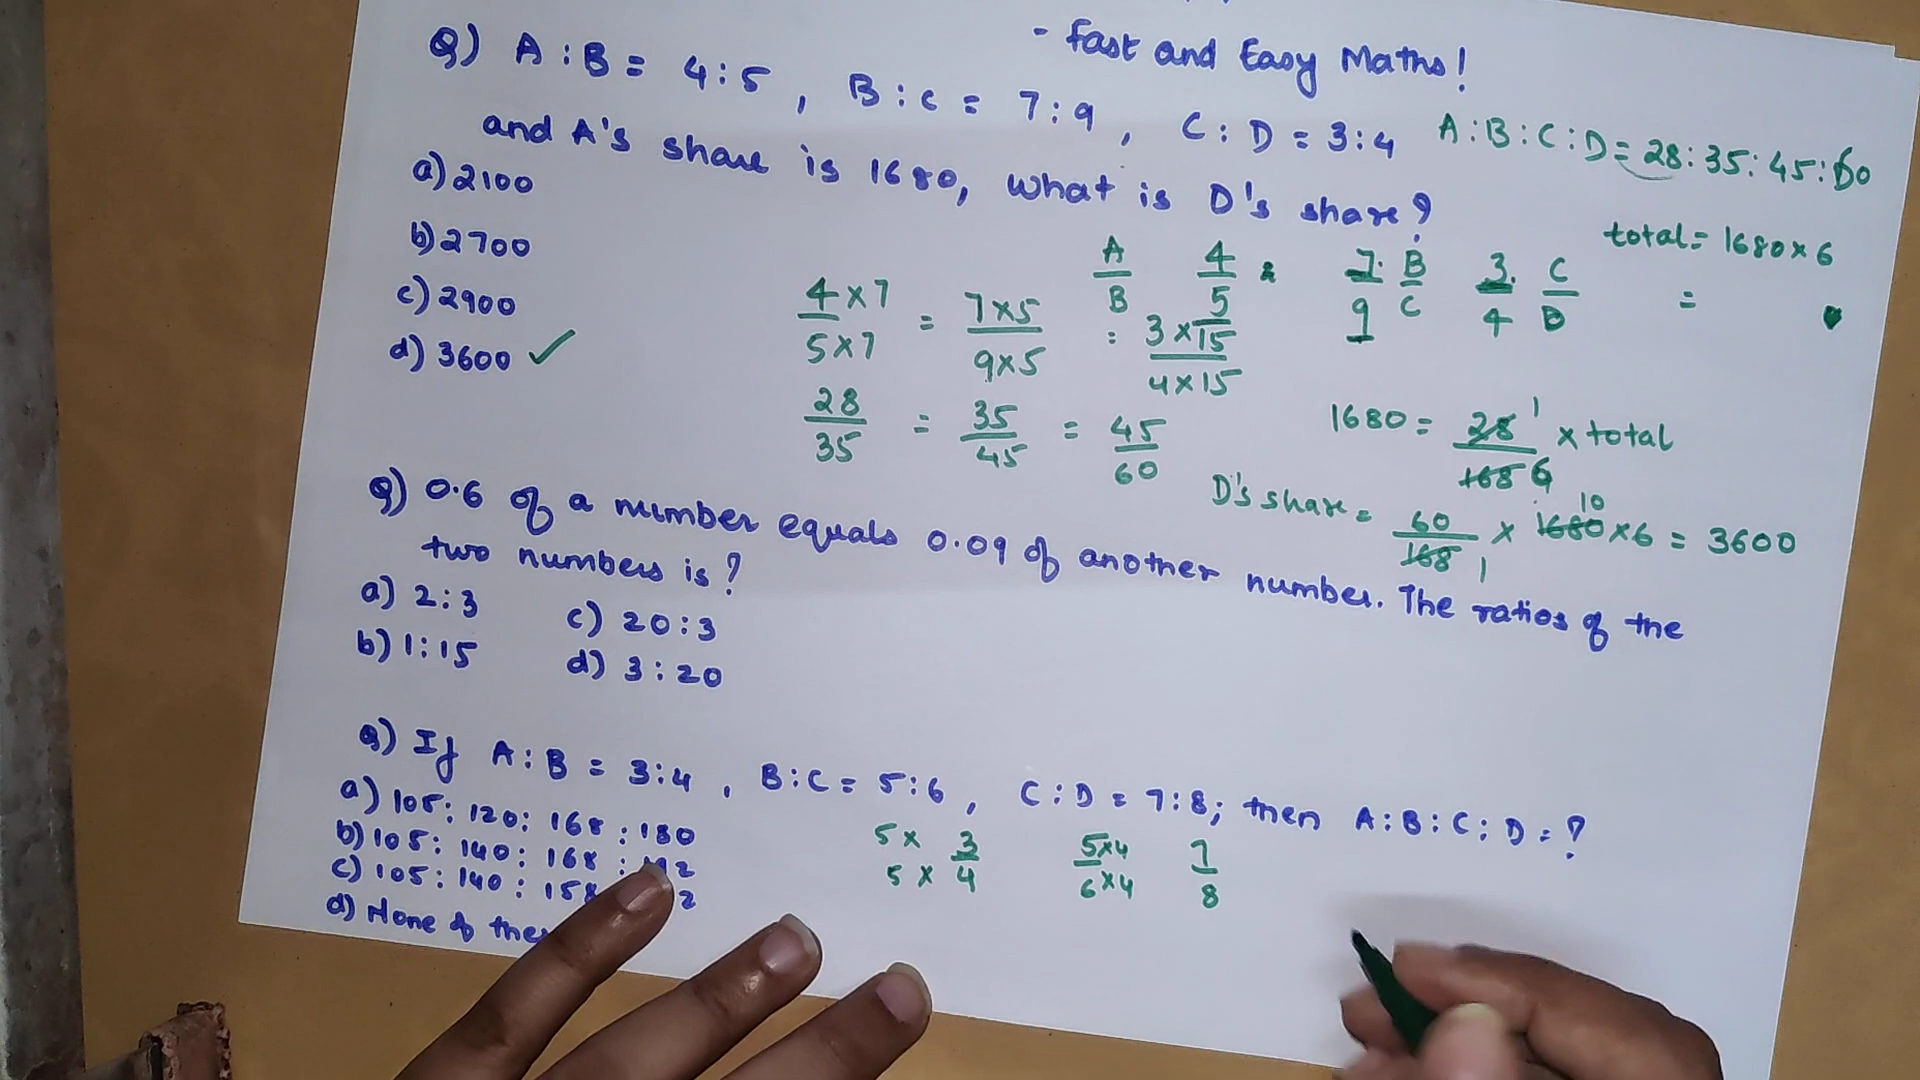 - Fast and Easy Maths!
Q) A:B = 4:5, B:C = 7:9, C:D = 3:4
A:B:C:D = 28:35:45:60
and A's share is 1680, what is D's share?
a) 2100
b) 2700
c) 2900
d) 3600 ✓
total = 1680 × 6
=
A/B 4/5 & 7/9 B/C 3/4 C/D
4×7/5×7 = 7×5/9×5 = 3×15/4×15
28/35 = 35/45 = 45/60
1680 = 28 1/168 6 × total
D's share = 60/168 1 × 1680 10 × 6 = 3600
Q) 0.6 of a number equals 0.09 of another number. The ratios of the
two numbers is?
a) 2:3 c) 20:3
b) 1:15 d) 3:20
Q) If A:B = 3:4, B:C = 5:6, C:D = 7:8; then A:B:C:D = ?
a) 105:120:168:180
b) 105:140:168:
c) 105:140:158
d) None of
5×3/5×4 5×4/6×4 7/8